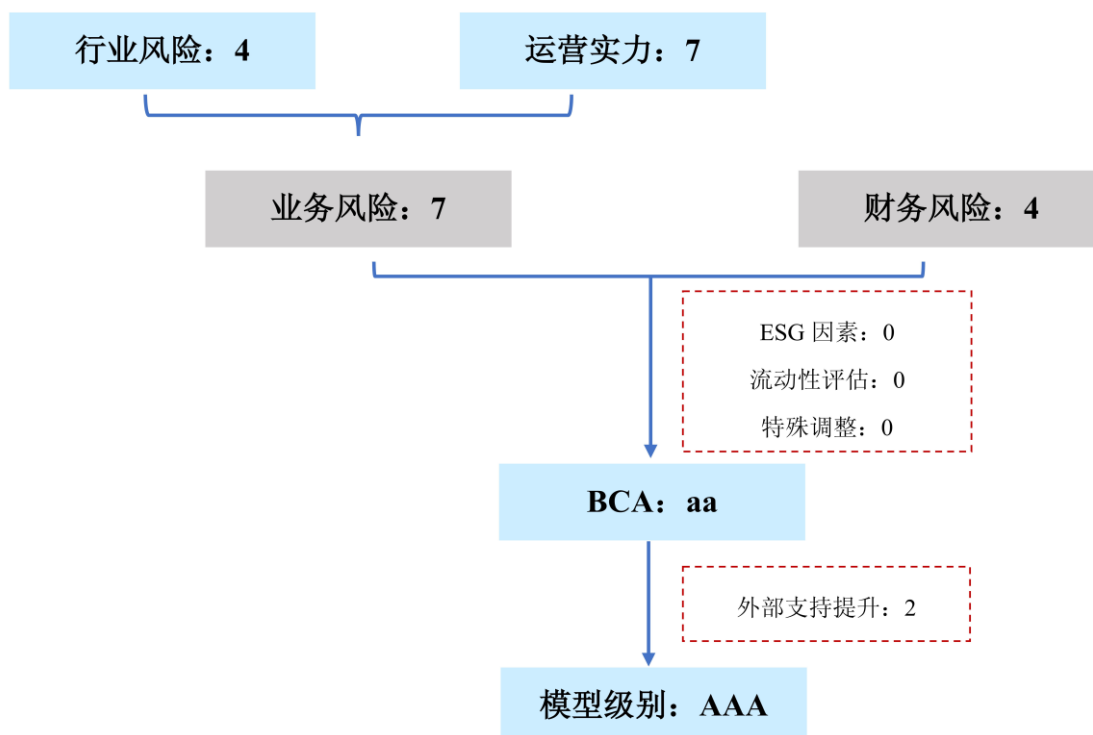 行业风险：4
运营实力：7
业务风险：7
财务风险：4
ESG 因素：0
流动性评估：0
特殊调整：0
BCA：aa
外部支持提升：2
模型级别：AAA